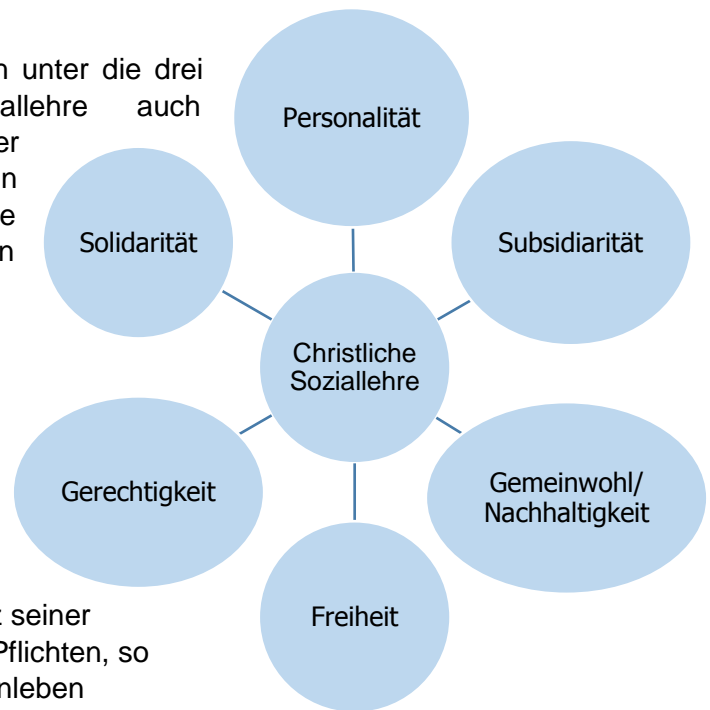 n unter die drei
allehre auch
er
n
e
n
Personalität
Solidarität
Subsidiarität
Christliche
Soziallehre
Gerechtigkeit
Gemeinwohl/
Nachhaltigkeit
Freiheit
seiner
Pflichten, so
nleben